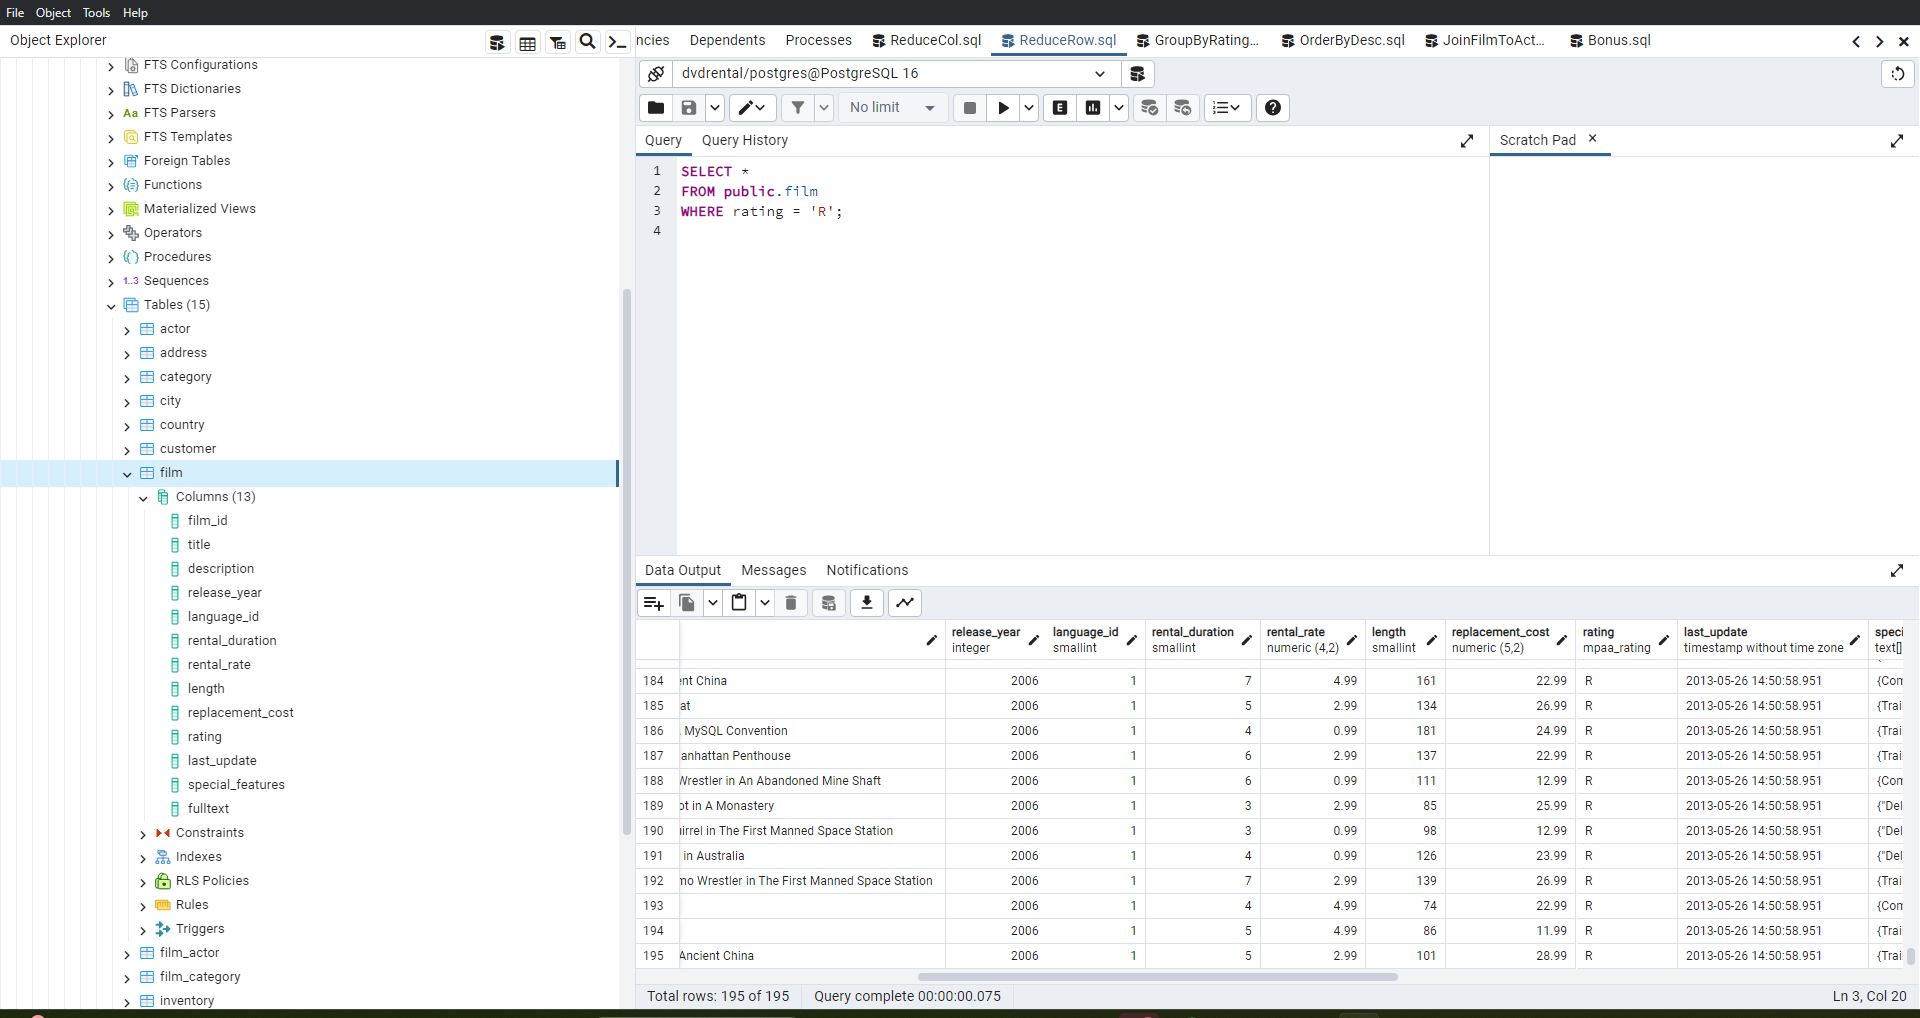 File Object Tools Help
Object Explorer
FTS Configurations
FTS Dictionaries
Aa FTS Parsers
FTS Templates
Foreign Tables
Functions
Materialized Views
Operators
Procedures
1..3 Sequences
Tables (15)
actor
address
category
city
country
customer
film
Columns (13)
film_id
title
description
release_year
language_id
rental_duration
rental_rate
length
replacement_cost
rating
last_update
special_features
fulltext
Constraints
Indexes
RLS Policies
Rules
Triggers
film_actor
film_category
inventory
ncies Dependents Processes ReduceCol.sql ReduceRow.sql GroupByRating... OrderByDesc.sql JoinFilmToAct... Bonus.sql
dvdrental/postgres@PostgreSQL 16
No limit E
Query Query History Scratch Pad
1 SELECT *
2 FROM public.film
3 WHERE rating = 'R';
4
Data Output Messages Notifications
release_year language_id rental_duration rental_rate length replacement_cost rating last_update speci
integer smallint smallint numeric (4,2) smallint numeric (5,2) mpaa_rating timestamp without time zone text[]
184 ent China 2006 1 7 4.99 161 22.99 R 2013-05-26 14:50:58.951 {Com
185 at 2006 1 5 2.99 134 26.99 R 2013-05-26 14:50:58.951 {Trai
186 MySQL Convention 2006 1 4 0.99 181 24.99 R 2013-05-26 14:50:58.951 {Trai
187 anhattan Penthouse 2006 1 6 2.99 137 22.99 R 2013-05-26 14:50:58.951 {Trai
188 Wrestler in An Abandoned Mine Shaft 2006 1 6 0.99 111 12.99 R 2013-05-26 14:50:58.951 {Com
189 ot in A Monastery 2006 1 3 2.99 85 25.99 R 2013-05-26 14:50:58.951 {"Del
190 uirrel in The First Manned Space Station 2006 1 3 0.99 98 12.99 R 2013-05-26 14:50:58.951 {"Del
191 in Australia 2006 1 4 0.99 126 23.99 R 2013-05-26 14:50:58.951 {"Del
192 mo Wrestler in The First Manned Space Station 2006 1 7 2.99 139 26.99 R 2013-05-26 14:50:58.951 {Trai
193 2006 1 4 4.99 74 22.99 R 2013-05-26 14:50:58.951 {Com
194 2006 1 5 4.99 86 11.99 R 2013-05-26 14:50:58.951 {Trai
195 Ancient China 2006 1 5 2.99 101 28.99 R 2013-05-26 14:50:58.951 {Trai
Total rows: 195 of 195 Query complete 00:00:00.075 Ln 3, Col 20